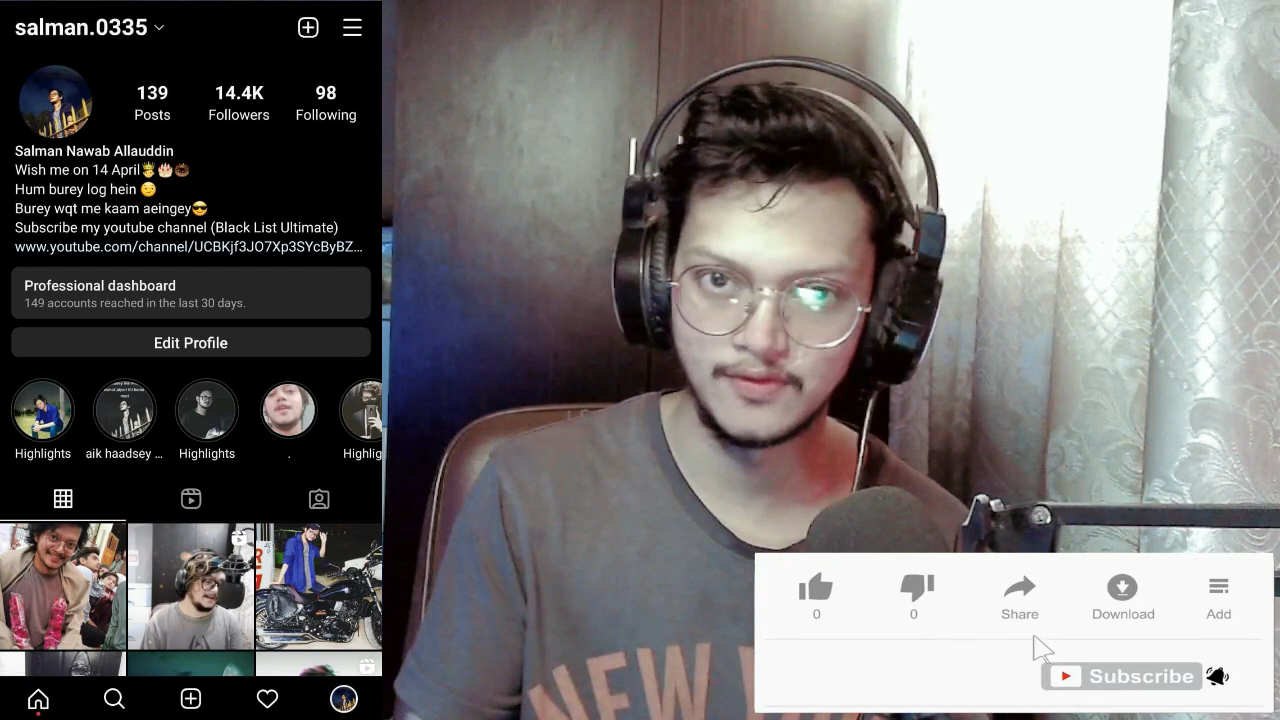 salman.0335
139
Posts
14.4K
Followers
98
Following
Salman Nawab Allauddin
Wish me on 14 April🤴🎂🍩
Hum burey log hein 😏
Burey wqt me kaam aeingey😎
Subscribe my youtube channel (Black List Ultimate)
www.youtube.com/channel/UCBKjf3JO7Xp3SYcByBZ...
Professional dashboard
149 accounts reached in the last 30 days.
Edit Profile
Highlights
aik haadsey ...
Highlights
.
Highlig
NEW
0
0
Share
Download
Add
Subscribe